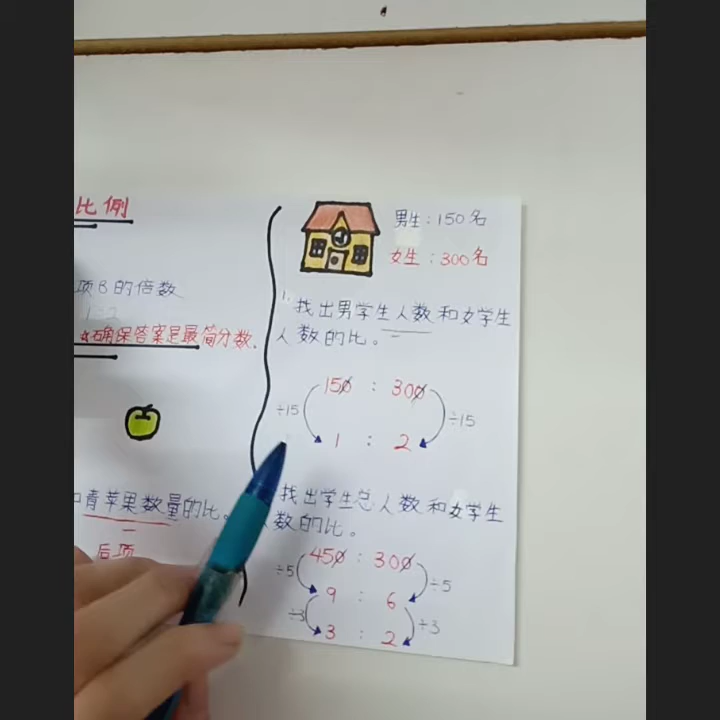 比例
项B的倍数
1:2
确保答案是最简分数.
青苹果数量的比。
后项
男生:150名
女生:300名
1. 找出男学生人数和女学生
人数的比。
150 : 300
÷15 ÷15
1 : 2
找出学生总人数和女学生
数的比。
450 : 300
÷5 ÷5
9 : 6
÷3 ÷3
3 : 2